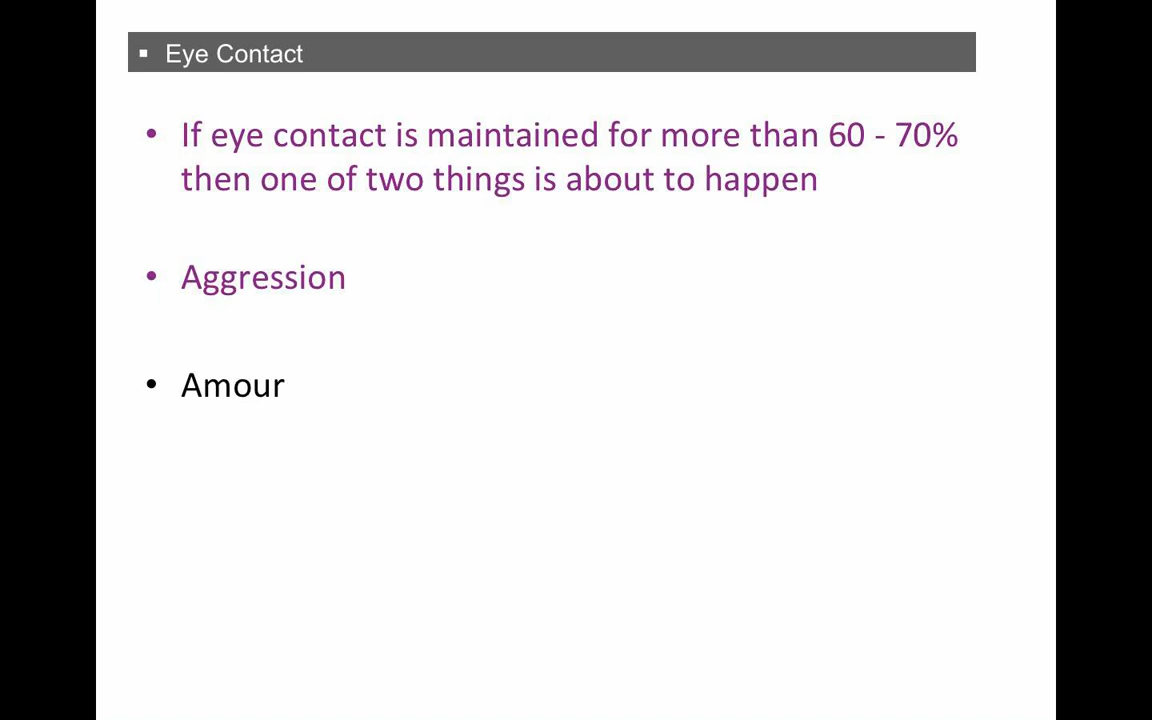 ▪ Eye Contact
• If eye contact is maintained for more than 60 - 70%
then one of two things is about to happen
• Aggression
• Amour